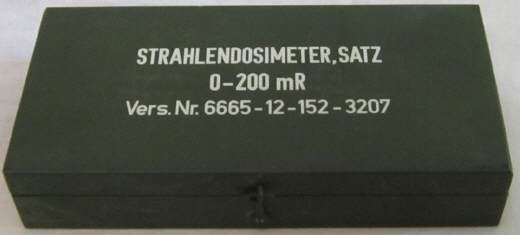 STRAHLENDOSIMETER, SATZ
0-200 mR
Vers. Nr. 6665-12-152-3207